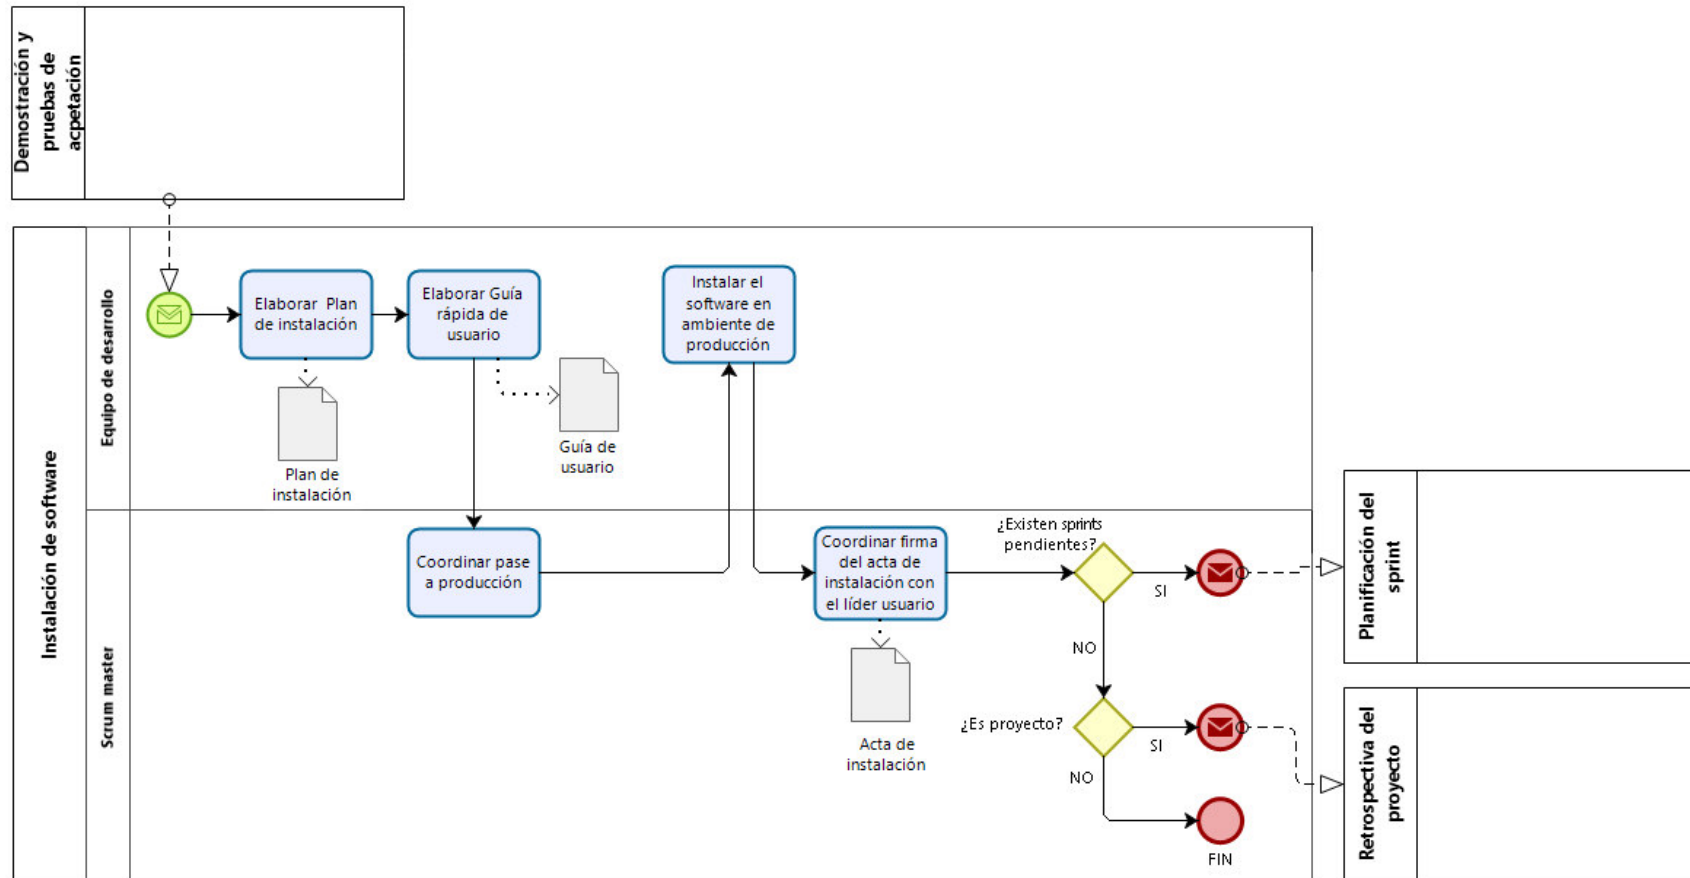 Demostración y
pruebas de
acpetación
Instalación de software
Equipo de desarrollo
Elaborar Plan
de instalación
Elaborar Guía
rápida de
usuario
Instalar el
software en
ambiente de
producción
Plan de
instalación
Guía de
usuario
Scrum master
Coordinar pase
a producción
Coordinar firma
del acta de
instalación con
el líder usuario
Acta de
instalación
¿Existen sprints
pendientes?
SI
NO
¿Es proyecto?
SI
NO
FIN
Planificación del
sprint
Retrospectiva del
proyecto